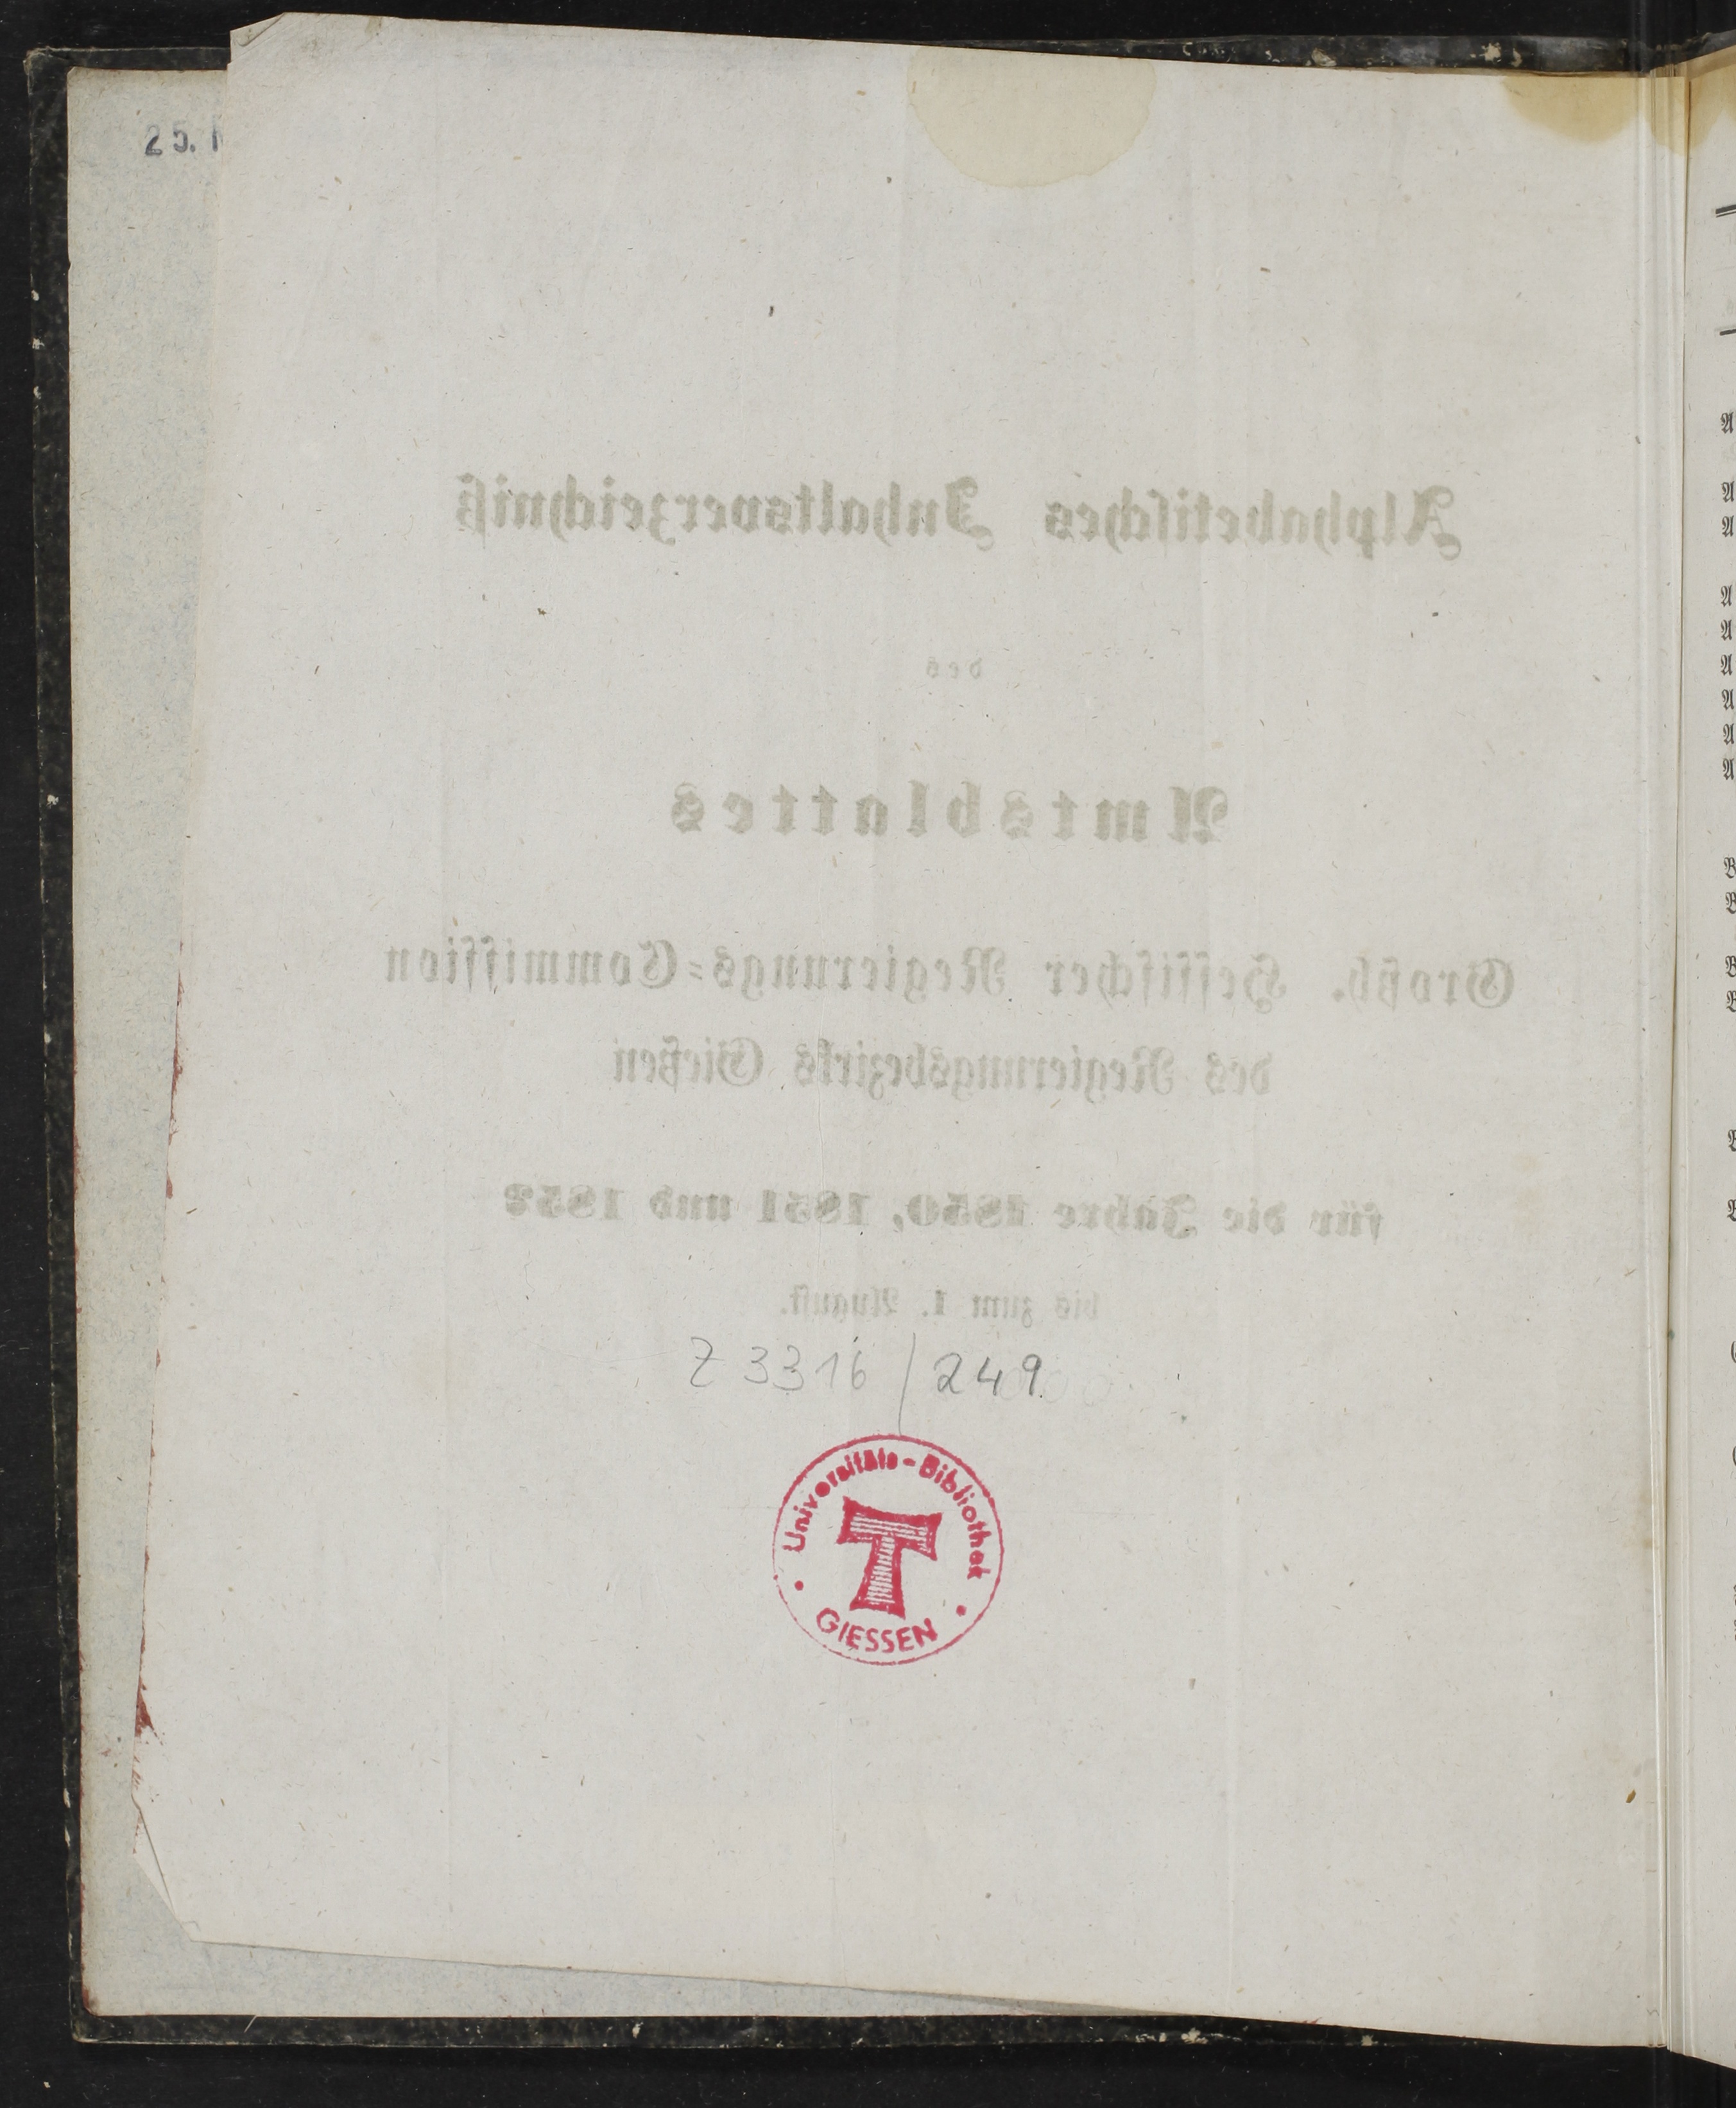 25.
Alphabetisches Inhaltsverzeichniß
des
Amtsblattes
Großh. Hessischer Regierungs=Commission
des Regierungsbezirks Gießen
für die Jahre 1850, 1851 und 1852
bis zum 1. August.
Z 3316/249
Universitäts-Bibliothek
GIESSEN